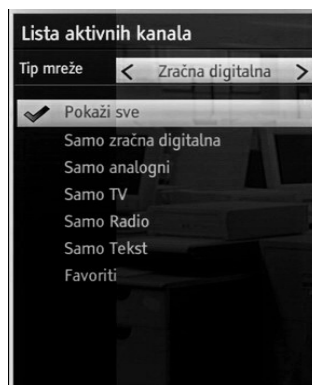 Lista aktivnih kanala
Tip mreže < Zračna digitalna >
Pokaži sve
Samo zračna digitalna
Samo analogni
Samo TV
Samo Radio
Samo Tekst
Favoriti